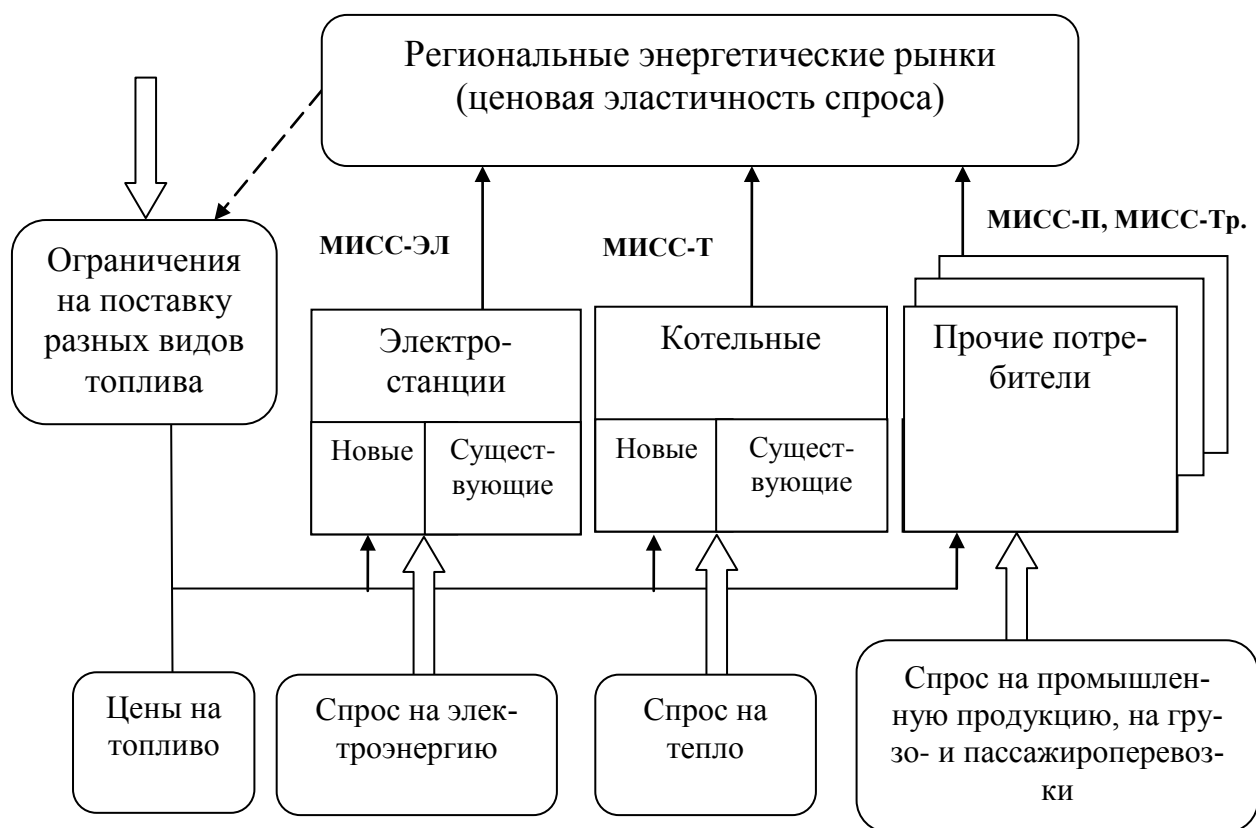 Региональные энергетические рынки
(ценовая эластичность спроса)
Ограничения
на поставку
разных видов
топлива
МИСС-ЭЛ
МИСС-Т
МИСС-П, МИСС-Тр.
Электро-
станции
Новые
Сущест-
вующие
Котельные
Новые
Сущест-
вующие
Прочие потре-
бители
Цены на
топливо
Спрос на элек-
троэнергию
Спрос на
тепло
Спрос на промышлен-
ную продукцию, на гру-
зо- и пассажироперевоз-
ки